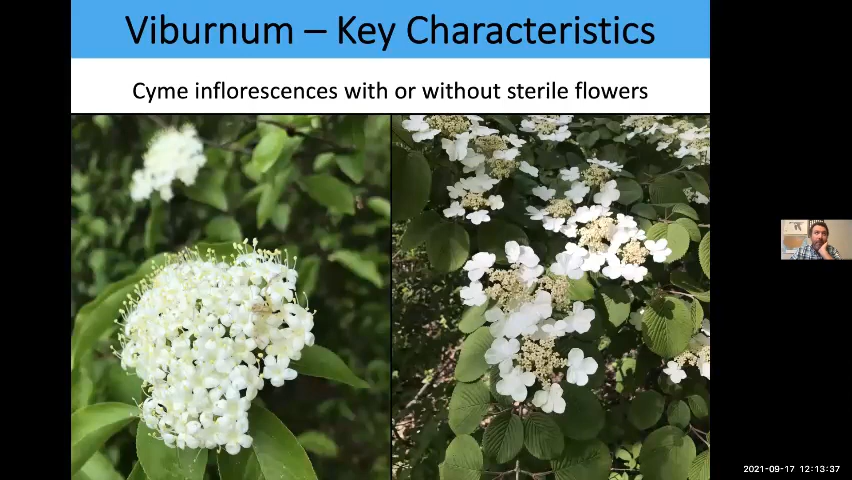 Viburnum – Key Characteristics
Cyme inflorescences with or without sterile flowers
2021-09-17 12:13:37